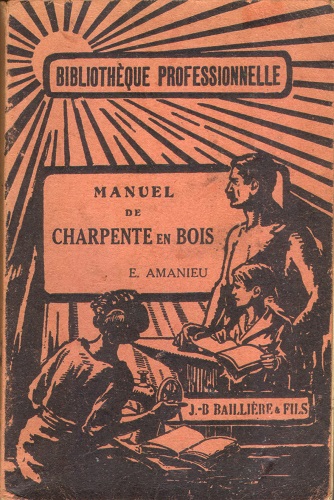 BIBLIOTHÈQUE PROFESSIONNELLE
MANUEL
DE
CHARPENTE EN BOIS
E. AMANIEU
J.-B BAILLIÈRE & FILS